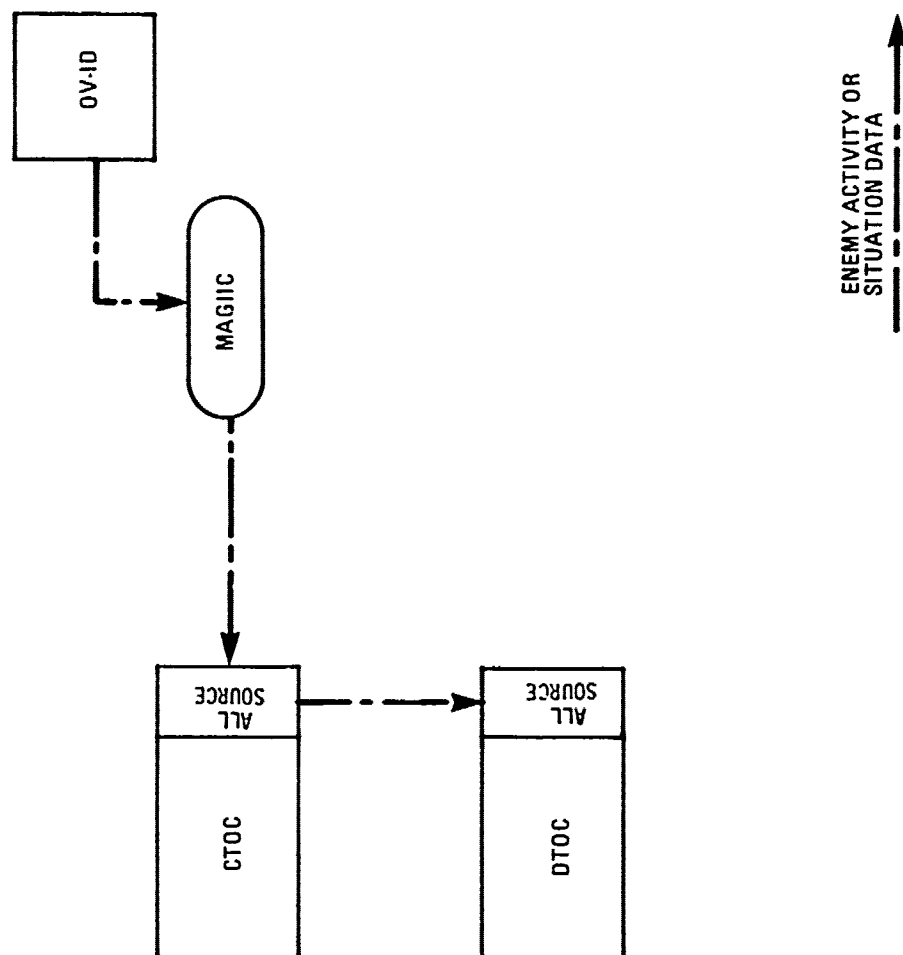 OV-ID
MAGIIC
ALL
SOURCE
CTOC
ALL
SOURCE
DTOC
ENEMY ACTIVITY OR
SITUATION DATA